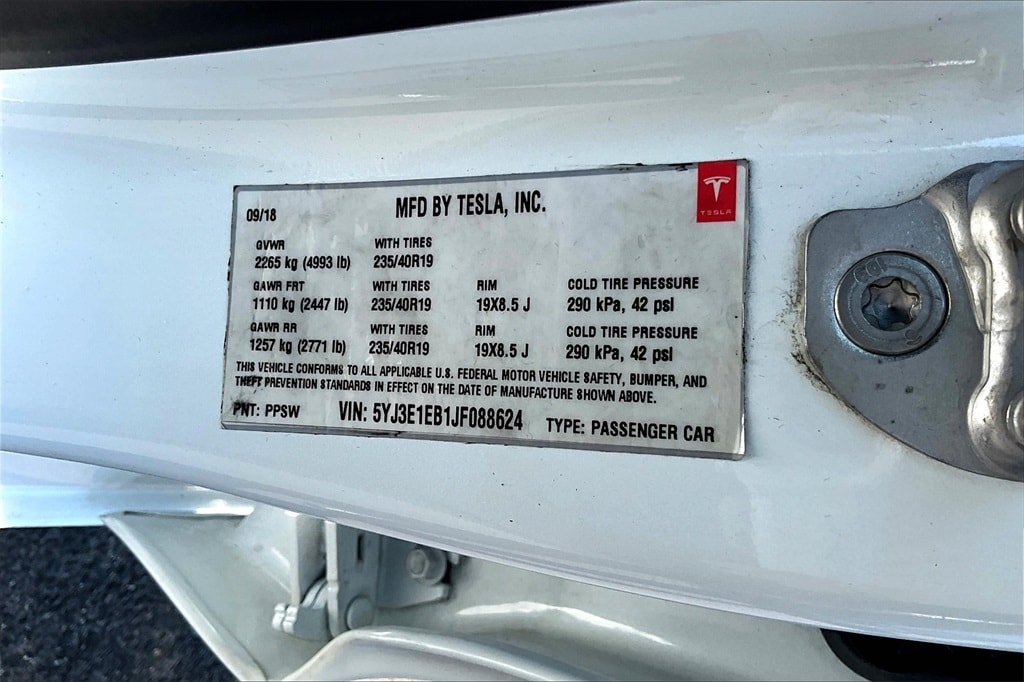 09/18 MFD BY TESLA, INC.
TESLA
GVWR WITH TIRES
2265 kg (4993 lb) 235/40R19
GAWR FRT WITH TIRES RIM COLD TIRE PRESSURE
1110 kg (2447 lb) 235/40R19 19X8.5 J 290 kPa, 42 psi
GAWR RR WITH TIRES RIM COLD TIRE PRESSURE
1257 kg (2771 lb) 235/40R19 19X8.5 J 290 kPa, 42 psi
THIS VEHICLE CONFORMS TO ALL APPLICABLE U.S. FEDERAL MOTOR VEHICLE SAFETY, BUMPER, AND
THEFT PREVENTION STANDARDS IN EFFECT ON THE DATE OF MANUFACTURE SHOWN ABOVE.
PNT: PPSW VIN: 5YJ3E1EB1JF088624 TYPE: PASSENGER CAR